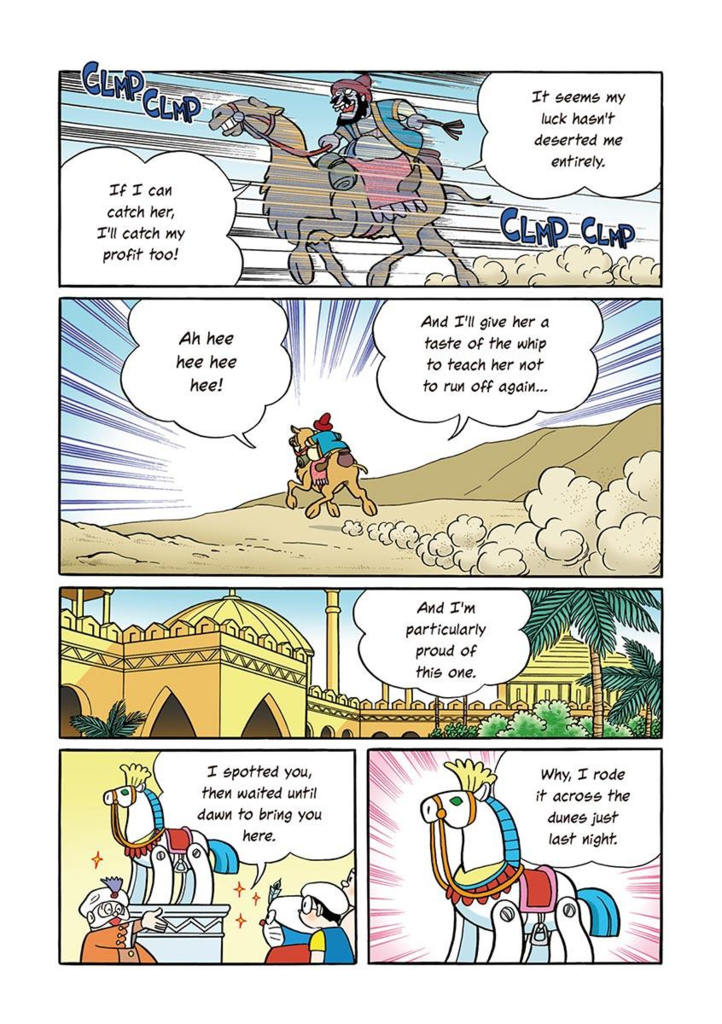 CLMP
CLMP
It seems my
luck hasn't
deserted me
entirely.
If I can
catch her,
I'll catch my
profit too!
CLMP CLMP
Ah hee
hee hee
hee!
And I'll give her a
taste of the whip
to teach her not
to run off again...
And I'm
particularly
proud of
this one.
I spotted you,
then waited until
dawn to bring you
here.
Why, I rode
it across the
dunes just
last night.